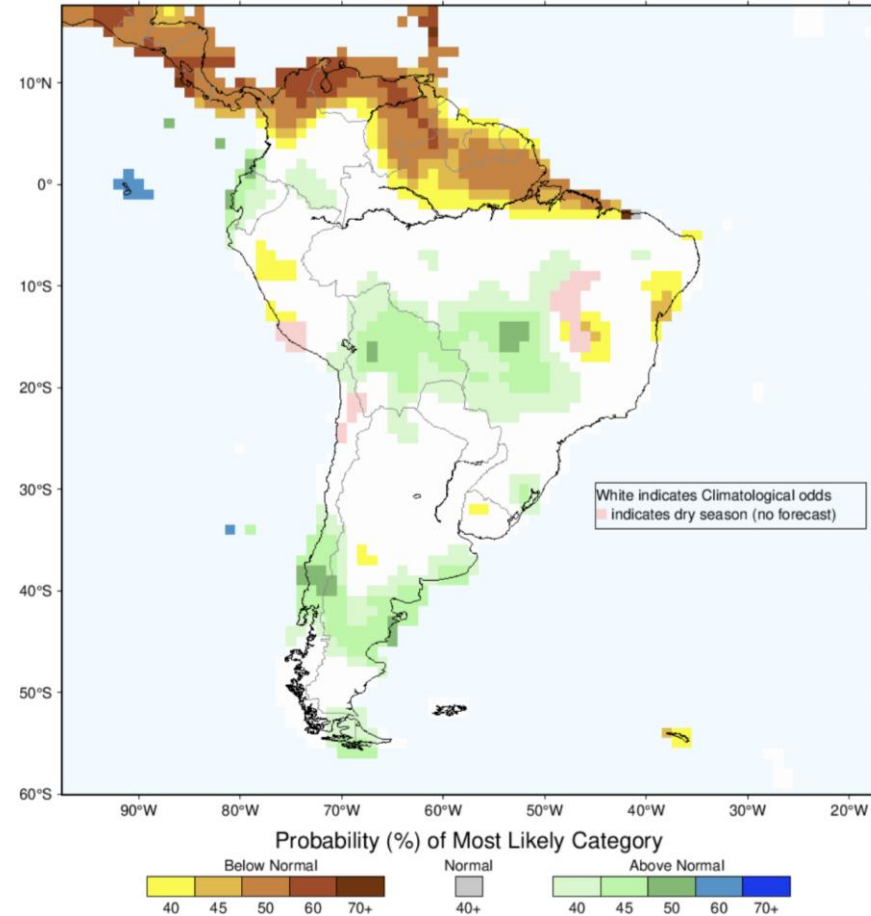 10°N
0°
10°S
20°S
30°S
40°S
50°S
60°S
White indicates Climatological odds
indicates dry season (no forecast)
90°W 80°W 70°W 60°W 50°W 40°W 30°W 20°W
Probability (%) of Most Likely Category
Below Normal Normal Above Normal
40 45 50 60 70+ 40+ 40 45 50 60 70+